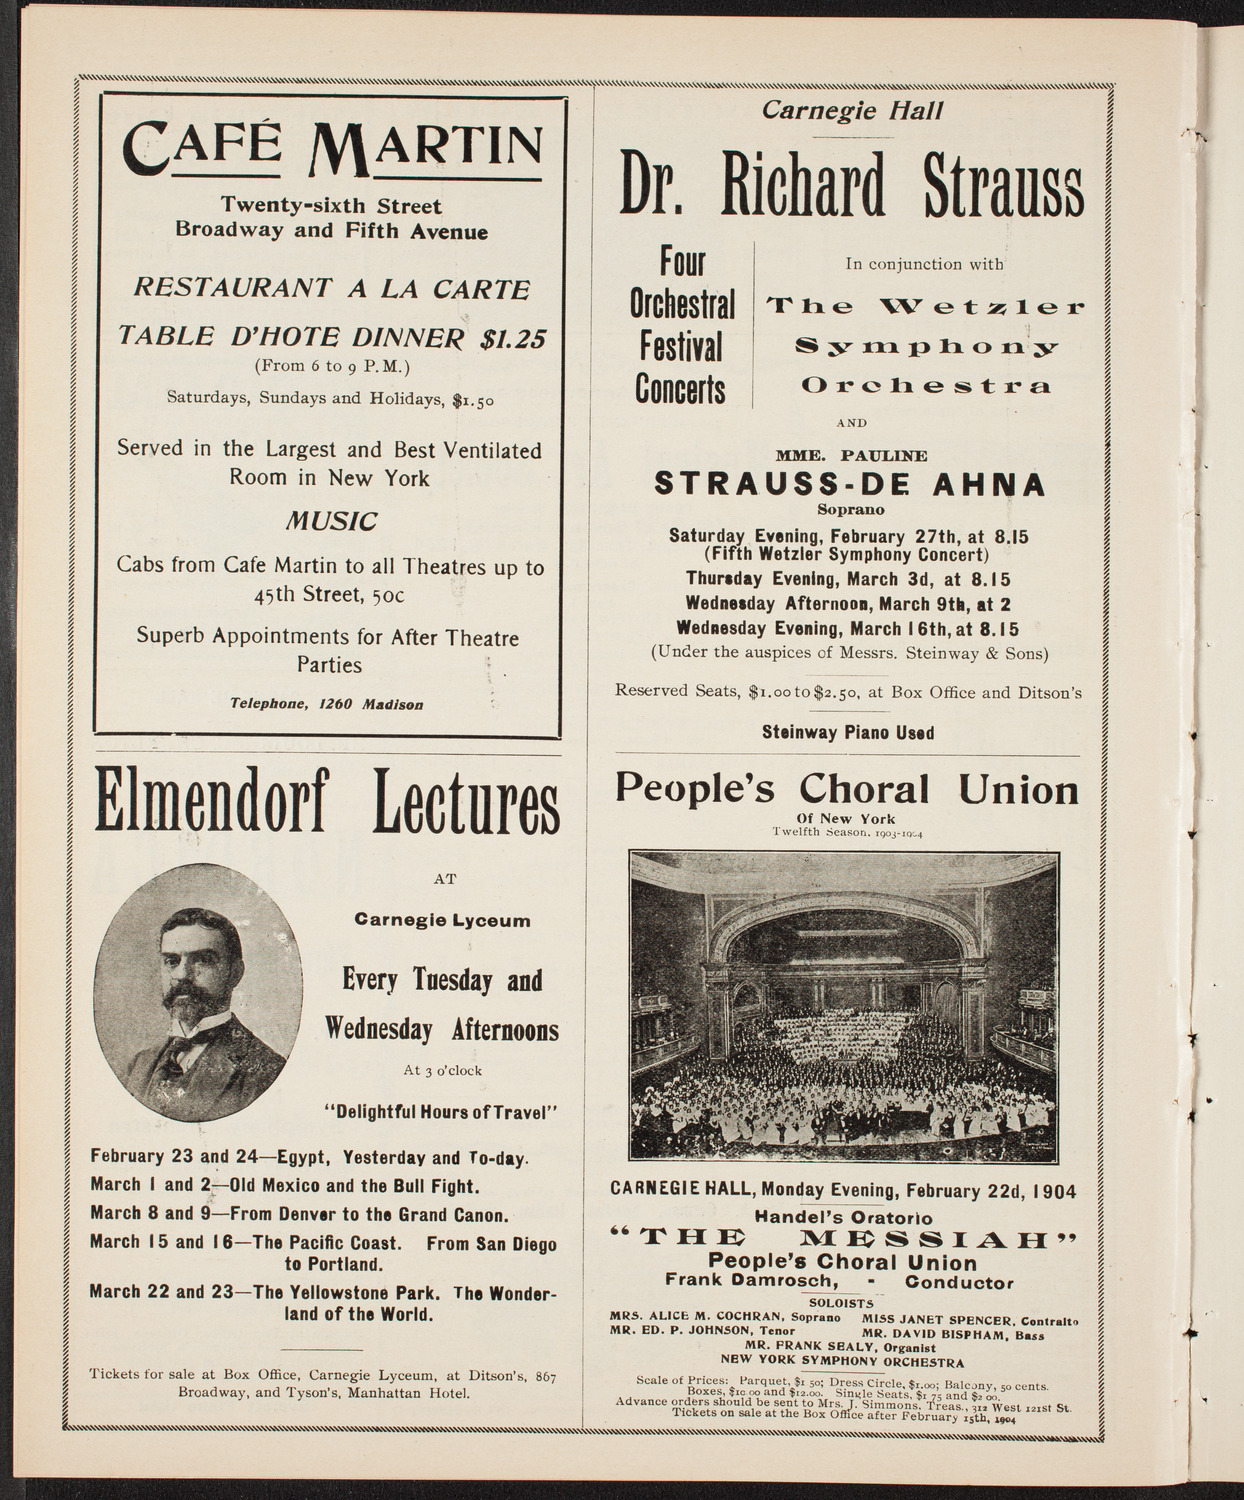 CAFÉ MARTIN
Twenty-sixth Street
Broadway and Fifth Avenue
RESTAURANT A LA CARTE
TABLE D'HOTE DINNER $1.25
(From 6 to 9 P.M.)
Saturdays, Sundays and Holidays, $1.50
Served in the Largest and Best Ventilated
Room in New York
MUSIC
Cabs from Cafe Martin to all Theatres up to
45th Street, 50c
Superb Appointments for After Theatre
Parties
Telephone, 1260 Madison
Elmendorf Lectures
AT
Carnegie Lyceum
Every Tuesday and
Wednesday Afternoons
At 3 o'clock
"Delightful Hours of Travel"
February 23 and 24—Egypt, Yesterday and To-day.
March 1 and 2—Old Mexico and the Bull Fight.
March 8 and 9—From Denver to the Grand Canon.
March 15 and 16—The Pacific Coast. From San Diego
to Portland.
March 22 and 23—The Yellowstone Park. The Wonder-
land of the World.
Tickets for sale at Box Office, Carnegie Lyceum, at Ditson's, 867
Broadway, and Tyson's, Manhattan Hotel.
Carnegie Hall
Dr. Richard Strauss
Four
Orchestral
Festival
Concerts
In conjunction with
The Wetzler
Symphony
Orchestra
AND
MME. PAULINE
STRAUSS-DE AHNA
Soprano
Saturday Evening, February 27th, at 8.15
(Fifth Wetzler Symphony Concert)
Thursday Evening, March 3d, at 8.15
Wednesday Afternoon, March 9th, at 2
Wednesday Evening, March 16th, at 8.15
(Under the auspices of Messrs. Steinway & Sons)
Reserved Seats, $1.00 to $2.50, at Box Office and Ditson's
Steinway Piano Used
People's Choral Union
Of New York
Twelfth Season, 1903-1904
CARNEGIE HALL, Monday Evening, February 22d, 1904
Handel's Oratorio
"THE MESSIAH"
People's Choral Union
Frank Damrosch, - Conductor
SOLOISTS
MRS. ALICE M. COCHRAN, Soprano MISS JANET SPENCER, Contralto
MR. ED. P. JOHNSON, Tenor MR. DAVID BISPHAM, Bass
MR. FRANK SEALY, Organist
NEW YORK SYMPHONY ORCHESTRA
Scale of Prices: Parquet, $1 50; Dress Circle, $1.00; Balcony, 50 cents.
Boxes, $10 00 and $12.00. Single Seats, $1 75 and $2 00.
Advance orders should be sent to Mrs. J. Simmons, Treas., 312 West 121st St.
Tickets on sale at the Box Office after February 15th, 1904